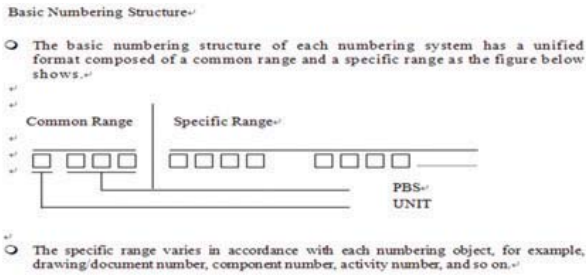 Basic Numbering Structure
The basic numbering structure of each numbering system has a unified
format composed of a common range and a specific range as the figure below
shows.
Common Range Specific Range
PBS
UNIT
The specific range varies in accordance with each numbering object, for example,
drawing/document number, component number, activity number, and so on.